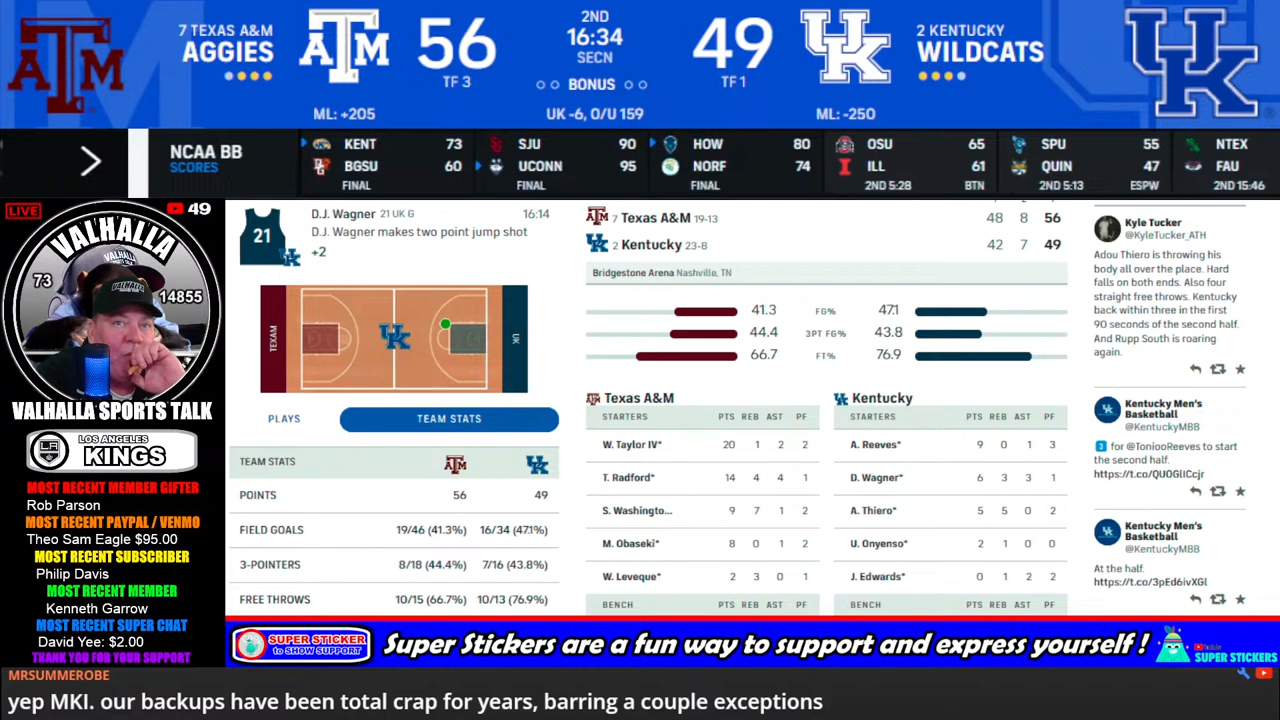 7 TEXAS A&M
AGGIES
ATM
56
TF 3
2ND
16:34
SECN
BONUS
49
TF 1
2 KENTUCKY
WILDCATS
ML: +205
UK -6, O/U 159
ML: -250
NCAA BB
SCORES
KENT 73
BGSU 60
FINAL
SJU 90
UCONN 95
FINAL
HOW 80
NORF 74
FINAL
OSU 65
ILL 61
2ND 5:28 BTN
SPU 55
QUIN 47
2ND 5:13 ESPW
NTEX
FAU
2ND 15:46
LIVE
49
VALHALLA
SPORTS TALK
73
14855
VALHALLA SPORTS TALK
LOS ANGELES
KINGS
MOST RECENT MEMBER GIFTER
Rob Parson
MOST RECENT PAYPAL / VENMO
Theo Sam Eagle $95.00
MOST RECENT SUBSCRIBER
Philip Davis
MOST RECENT MEMBER
Kenneth Garrow
MOST RECENT SUPER CHAT
David Yee: $2.00
THANK YOU FOR YOUR SUPPORT
21
D.J. Wagner 21 UK G 16:14
D.J. Wagner makes two point jump shot
+2
TEXAM
UK
PLAYS
TEAM STATS
TEAM STATS
POINTS 56 49
FIELD GOALS 19/46 (41.3%) 16/34 (47.1%)
3-POINTERS 8/18 (44.4%) 7/16 (43.8%)
FREE THROWS 10/15 (66.7%) 10/13 (76.9%)
7 Texas A&M 19-13 48 8 56
2 Kentucky 23-8 42 7 49
Bridgestone Arena Nashville, TN
41.3 FG% 47.1
44.4 3PT FG% 43.8
66.7 FT% 76.9
Texas A&M
STARTERS PTS REB AST PF
W. Taylor IV* 20 1 2 2
T. Radford* 14 4 4 1
S. Washingto... 9 7 1 2
M. Obaseki* 8 0 1 2
W. Leveque* 2 3 0 1
BENCH PTS REB AST PF
Kentucky
STARTERS PTS REB AST PF
A. Reeves* 9 0 1 3
D. Wagner* 6 3 3 1
A. Thiero* 5 5 0 2
U. Onyenso* 2 1 0 0
J. Edwards* 0 1 2 2
BENCH PTS REB AST PF
Kyle Tucker
@KyleTucker_ATH
Adou Thiero is throwing his
body all over the place. Hard
falls on both ends. Also four
straight free throws. Kentucky
back within three in the first
90 seconds of the second half.
And Rupp South is roaring
again.
Kentucky Men's
Basketball
@KentuckyMBB
3 for @ToniooReeves to start
the second half.
https://t.co/QUOGlICcjr
Kentucky Men's
Basketball
@KentuckyMBB
At the half.
https://t.co/3pEd6ivXGl
SUPER STICKER
to SHOW SUPPORT
Super Stickers are a fun way to support and express yourself !
SUPER STICKERS
MRSUMMEROBE
yep MKI. our backups have been total crap for years, barring a couple exceptions